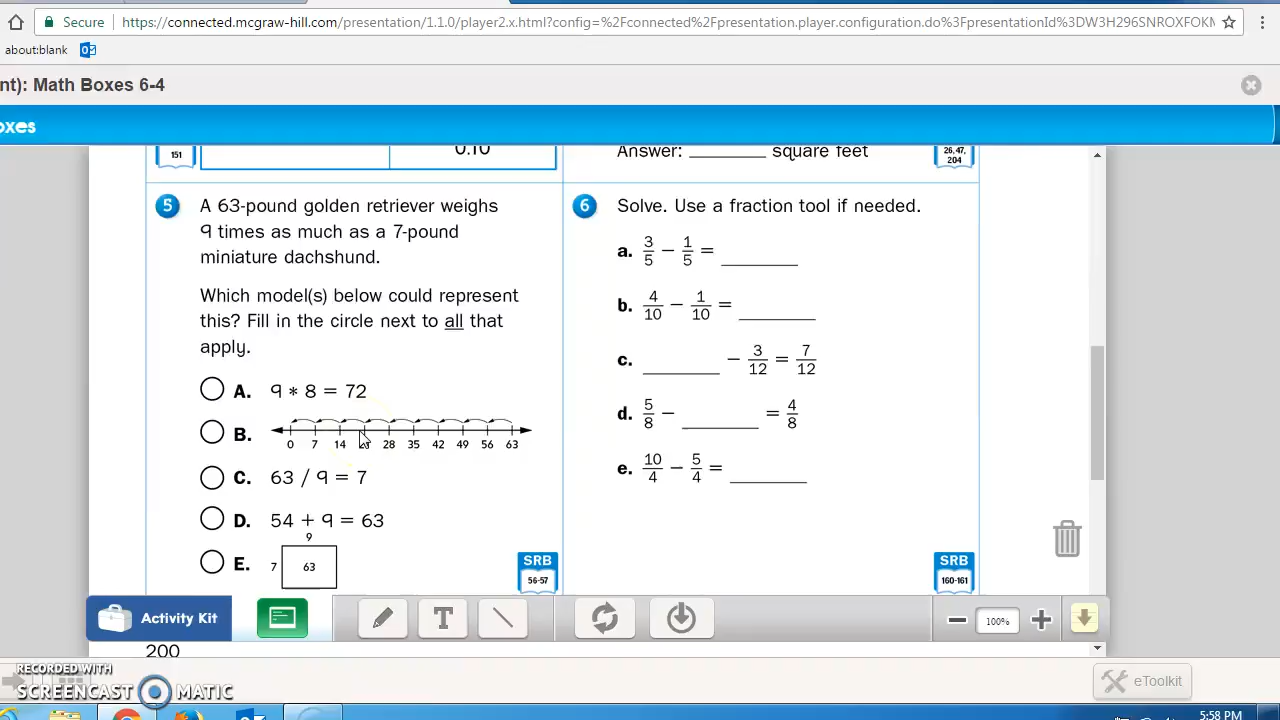 Secure https://connected.mcgraw-hill.com/presentation/1.1.0/player2.x.html?config=%2Fconnected%2Fpresentation.player.configuration.do%3FpresentationId%3DW3H296SNROXFOKM
about:blank
nt): Math Boxes 6-4
oxes
151
0.10
Answer: ________ square feet
26,47,
204
5 A 63-pound golden retriever weighs
9 times as much as a 7-pound
miniature dachshund.
Which model(s) below could represent
this? Fill in the circle next to all that
apply.
A. 9 * 8 = 72
B.
0 7 14 28 35 42 49 56 63
C. 63 / 9 = 7
D. 54 + 9 = 63
9
E. 7 63
SRB
56-57
6 Solve. Use a fraction tool if needed.
a. 3/5 − 1/5 = ________
b. 4/10 − 1/10 = ________
c. ________ − 3/12 = 7/12
d. 5/8 − ________ = 4/8
e. 10/4 − 5/4 = ________
SRB
160-161
Activity Kit
T
100%
200
RECORDED WITH
SCREENCAST MATIC
eToolkit
5:58 PM